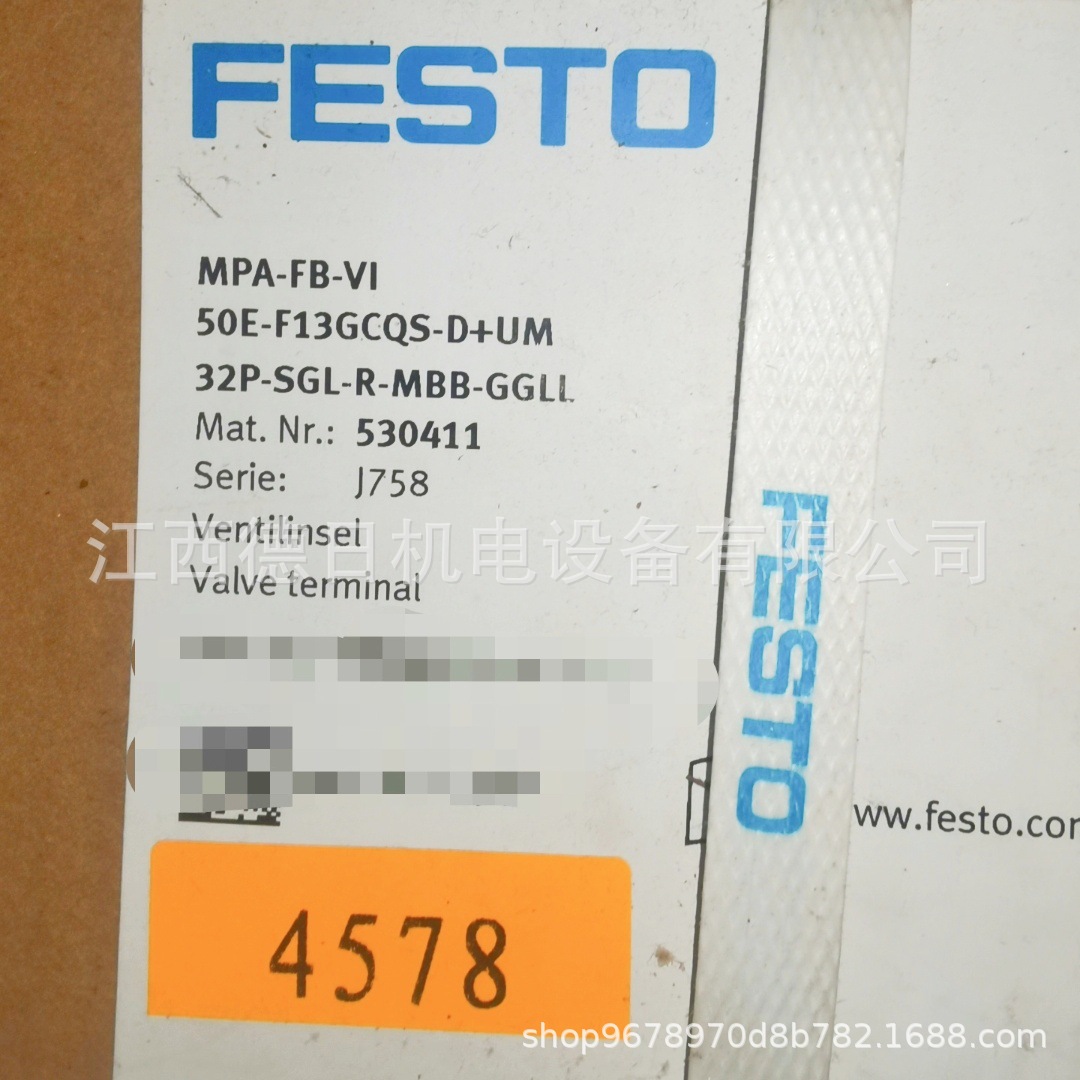 FESTO
MPA-FB-VI
50E-F13GCQS-D+UM
32P-SGL-R-MBB-GGLL
Mat. Nr.: 530411
Serie: J758
Ventilinsel
Valve terminal
江西德日机电设备有限公司
FESTO
ww.festo.com
4578
shop9678970d8b782.1688.com